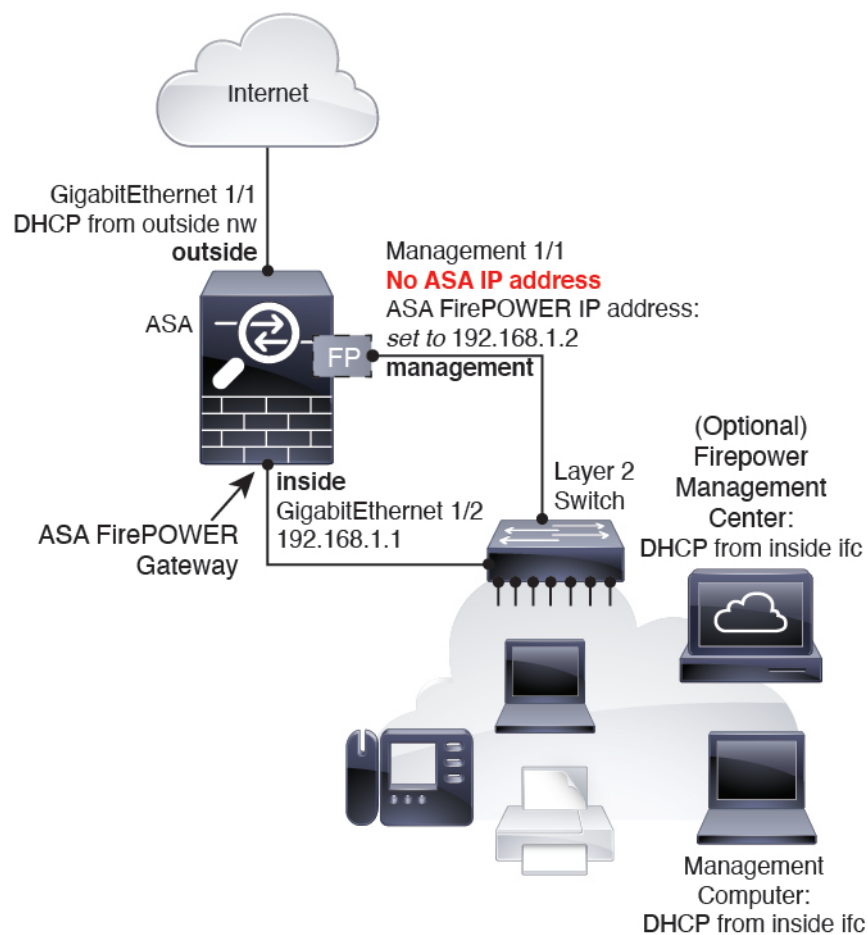 Internet
GigabitEthernet 1/1
DHCP from outside nw
outside
Management 1/1
No ASA IP address
ASA FirePOWER IP address:
set to 192.168.1.2
management
ASA
FP
inside
GigabitEthernet 1/2
192.168.1.1
ASA FirePOWER
Gateway
Layer 2
Switch
(Optional)
Firepower
Management
Center:
DHCP from inside ifc
Management
Computer:
DHCP from inside ifc